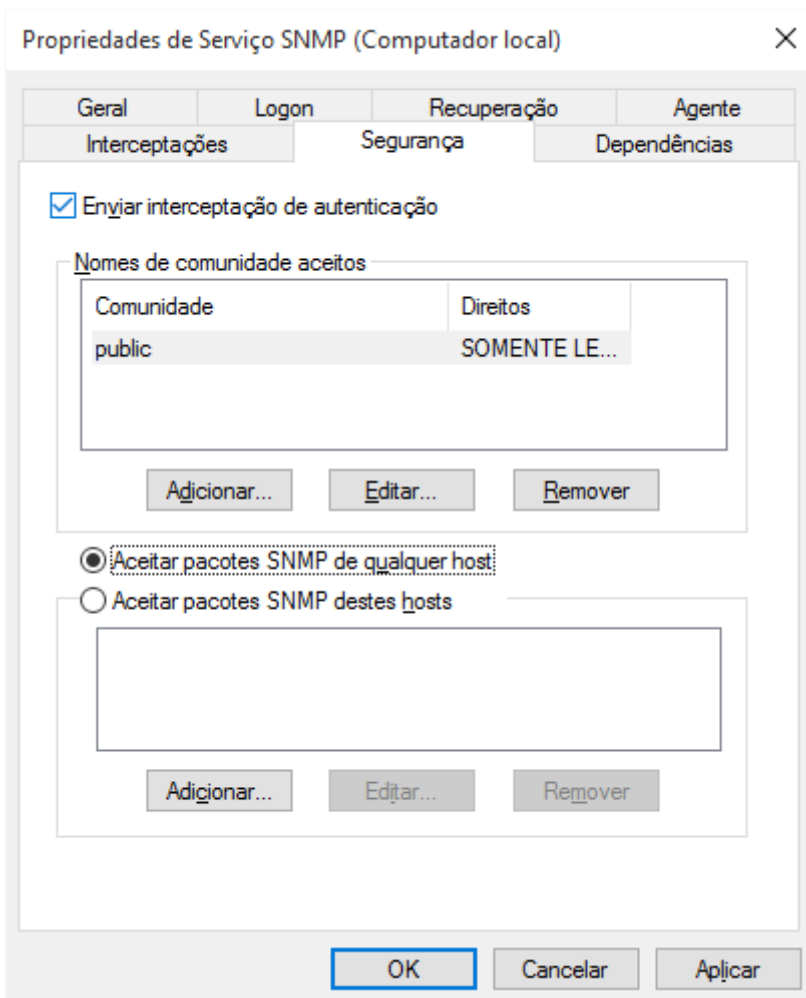 Propriedades de Serviço SNMP (Computador local)
Geral Logon Recuperação Agente
Interceptações Segurança Dependências
Enviar interceptação de autenticação
Nomes de comunidade aceitos
Comunidade Direitos
public SOMENTE LE...
Adicionar... Editar... Remover
Aceitar pacotes SNMP de qualquer host
Aceitar pacotes SNMP destes hosts
Adicionar... Editar... Remover
OK Cancelar Aplicar